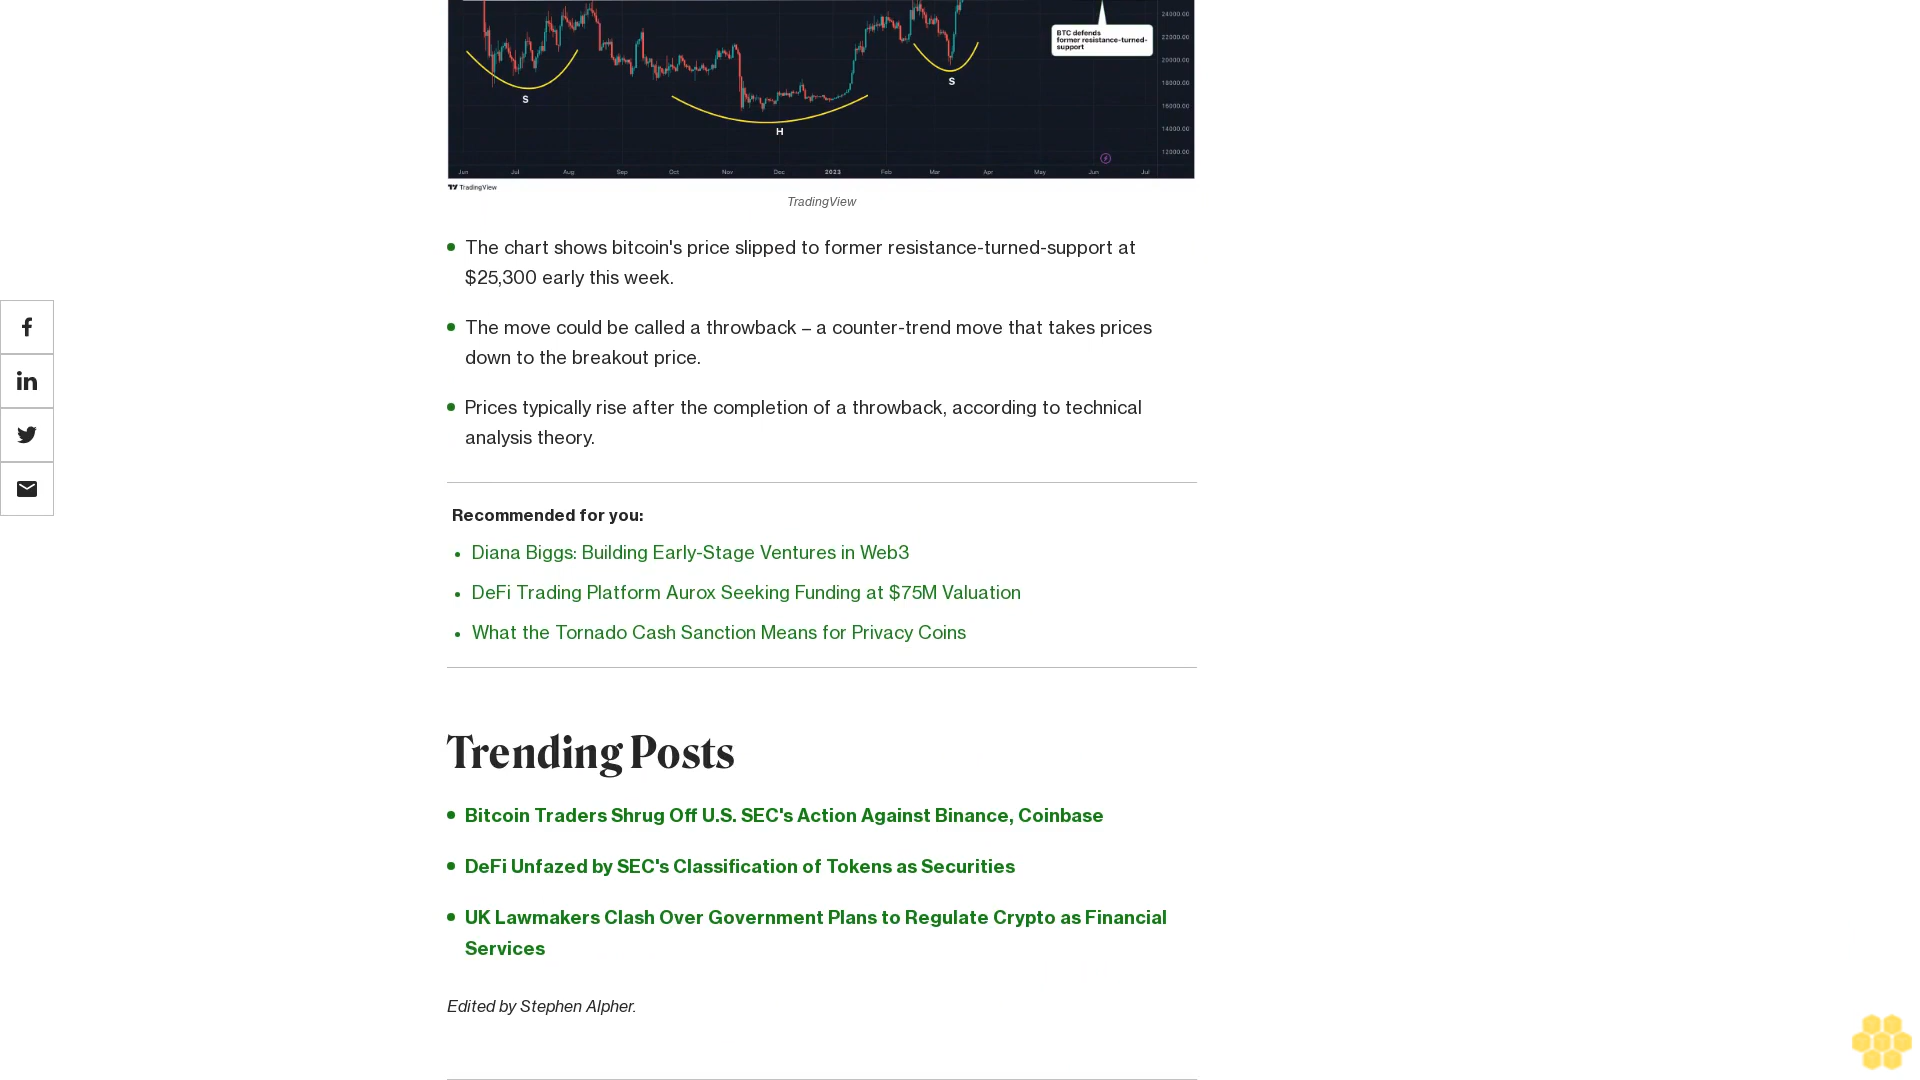 24000.00
BTC defends
former resistance-turned-
support
22000.00
20000.00
18000.00
S
S
16000.00
H
14000.00
12000.00
Jun Jul Aug Sep Oct Nov Dec 2023 Feb Mar Apr May Jun Jul
TradingView
TradingView
The chart shows bitcoin's price slipped to former resistance-turned-support at
$25,300 early this week.
The move could be called a throwback – a counter-trend move that takes prices
down to the breakout price.
Prices typically rise after the completion of a throwback, according to technical
analysis theory.
Recommended for you:
Diana Biggs: Building Early-Stage Ventures in Web3
DeFi Trading Platform Aurox Seeking Funding at $75M Valuation
What the Tornado Cash Sanction Means for Privacy Coins
Trending Posts
Bitcoin Traders Shrug Off U.S. SEC's Action Against Binance, Coinbase
DeFi Unfazed by SEC's Classification of Tokens as Securities
UK Lawmakers Clash Over Government Plans to Regulate Crypto as Financial
Services
Edited by Stephen Alpher.